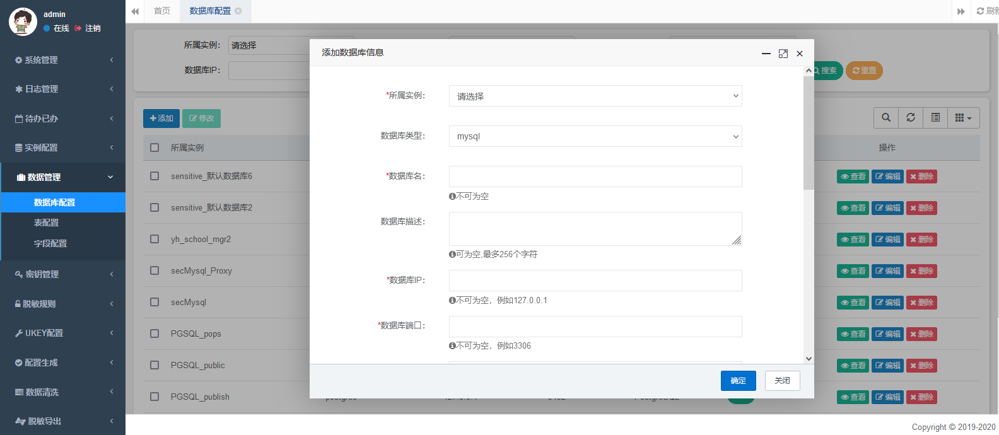 admin
在线 注销
系统管理
日志管理
待办已办
实例配置
数据管理
数据库配置
表配置
字段配置
密钥管理
脱敏规则
UKEY配置
配置生成
数据清洗
脱敏导出
首页 数据库配置 刷新
所属实例： 请选择
数据库IP：
搜索 重置
添加 修改
所属实例 操作
sensitive_默认数据库6 查看 编辑 删除
sensitive_默认数据库2 查看 编辑 删除
yh_school_mgr2 查看 编辑 删除
secMysql_Proxy 查看 编辑 删除
secMysql 查看 编辑 删除
PGSQL_pops 查看 编辑 删除
PGSQL_public 查看 编辑 删除
PGSQL_publish 查看 编辑 删除
添加数据库信息
*所属实例： 请选择
数据库类型： mysql
*数据库名：
不可为空
数据库描述：
可为空,最多256个字符
*数据库IP：
不可为空，例如127.0.0.1
*数据库端口：
不可为空，例如3306
确定 关闭
Copyright © 2019-2020